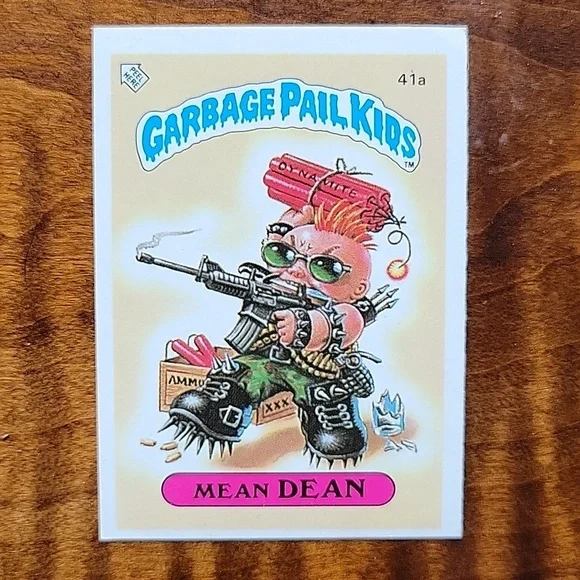 PEEL HERE
41a
GARBAGE PAIL KIDS
TM
DYNAMITE
AMMO
XXX
MEAN DEAN